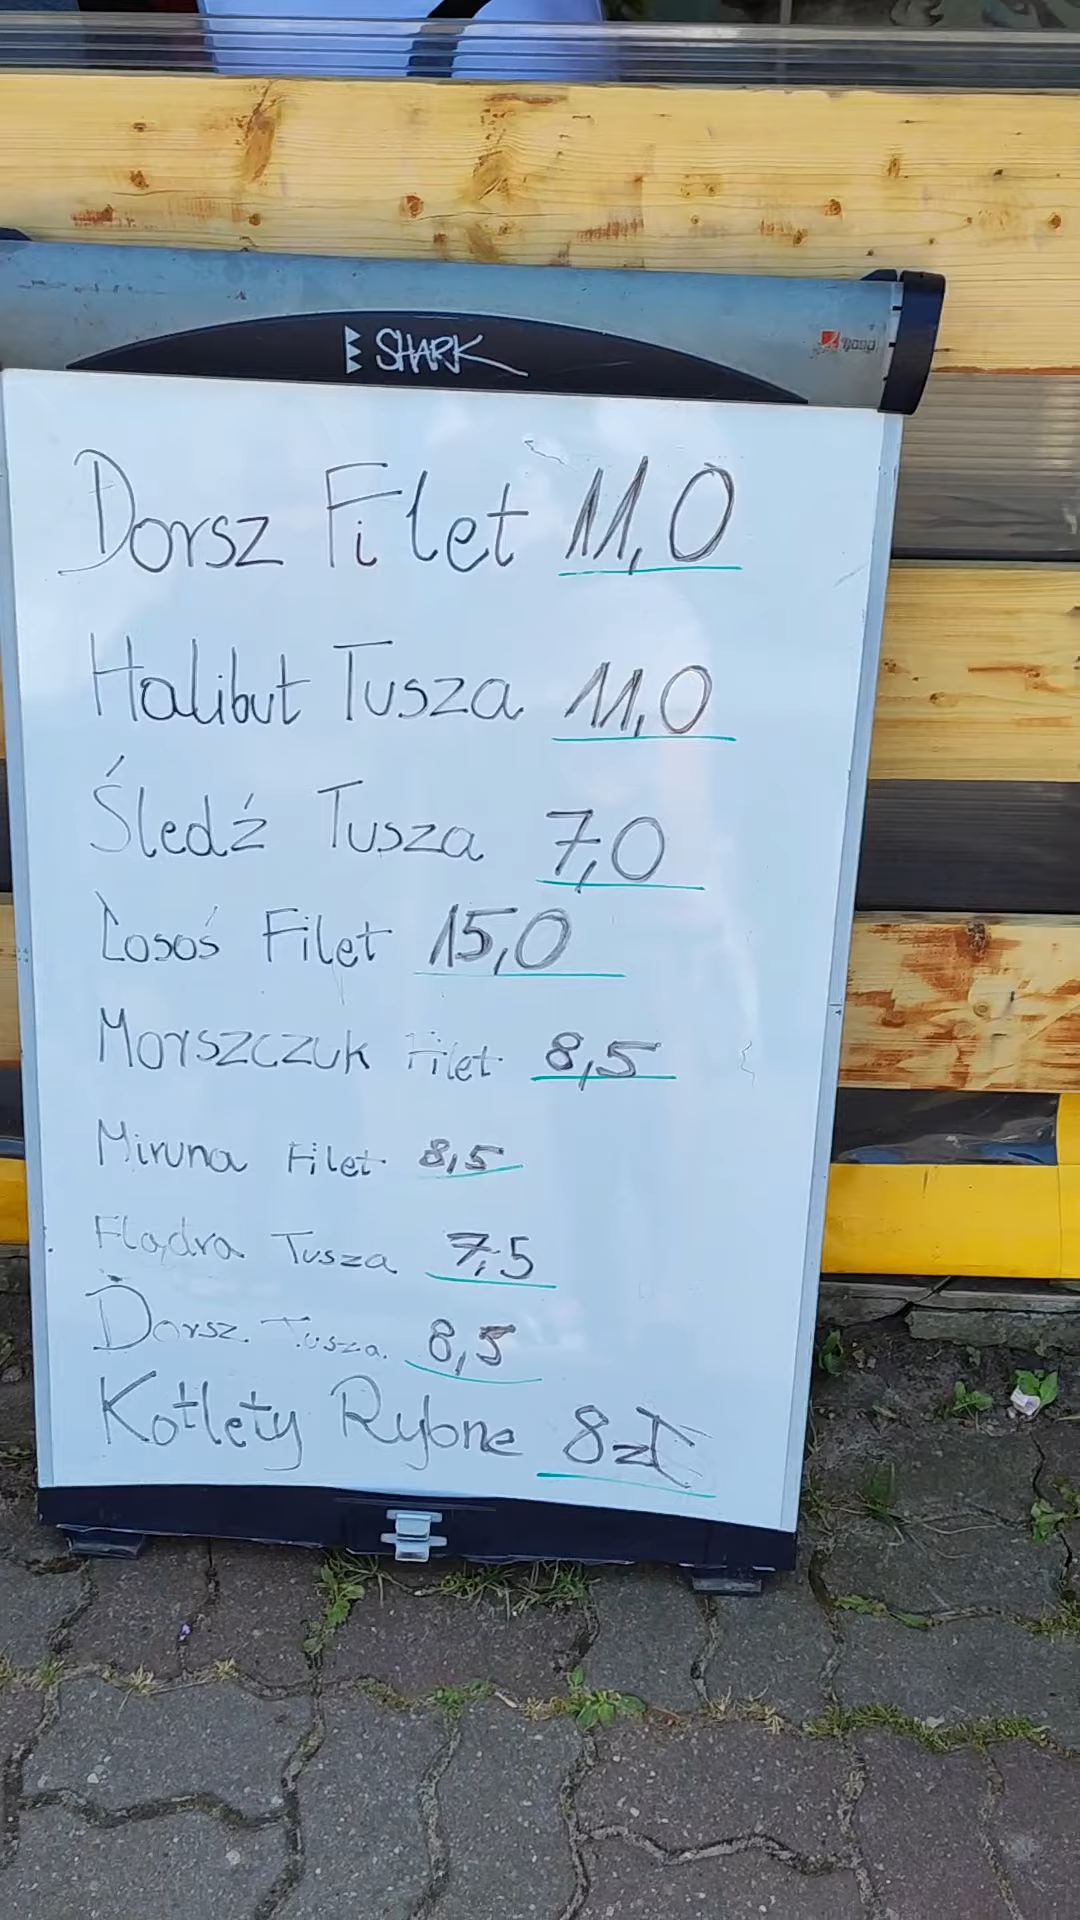 SHARK
Dorsz Filet 11,0
Halibut Tusza 11,0
Śledź Tusza 7,0
Łosoś Filet 15,0
Morszczuk Filet 8,5
Miruna Filet 8,5
Flądra Tusza 7,5
Dorsz Tusza 8,5
Kotlety Rybne 8zł